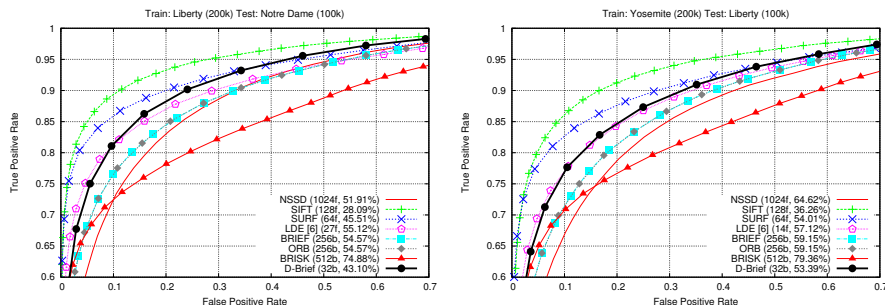 Train: Liberty (200k) Test: Notre Dame (100k)
True Positive Rate
1
0.95
0.9
0.85
0.8
0.75
0.7
0.65
0.6
NSSD (1024f, 51.91%)
SIFT (128f, 28.09%)
SURF (64f, 45.51%)
LDE [6] (27f, 55.12%)
BRIEF (256b, 54.57%)
ORB (256b, 54.57%)
BRISK (512b, 74.88%)
D-Brief (32b, 43.10%)
0 0.1 0.2 0.3 0.4 0.5 0.6 0.7
False Positive Rate
Train: Yosemite (200k) Test: Liberty (100k)
True Positive Rate
1
0.95
0.9
0.85
0.8
0.75
0.7
0.65
0.6
NSSD (1024f, 64.62%)
SIFT (128f, 36.26%)
SURF (64f, 54.01%)
LDE [6] (14f, 57.12%)
BRIEF (256b, 59.15%)
ORB (256b, 59.15%)
BRISK (512b, 79.36%)
D-Brief (32b, 53.39%)
0 0.1 0.2 0.3 0.4 0.5 0.6 0.7
False Positive Rate